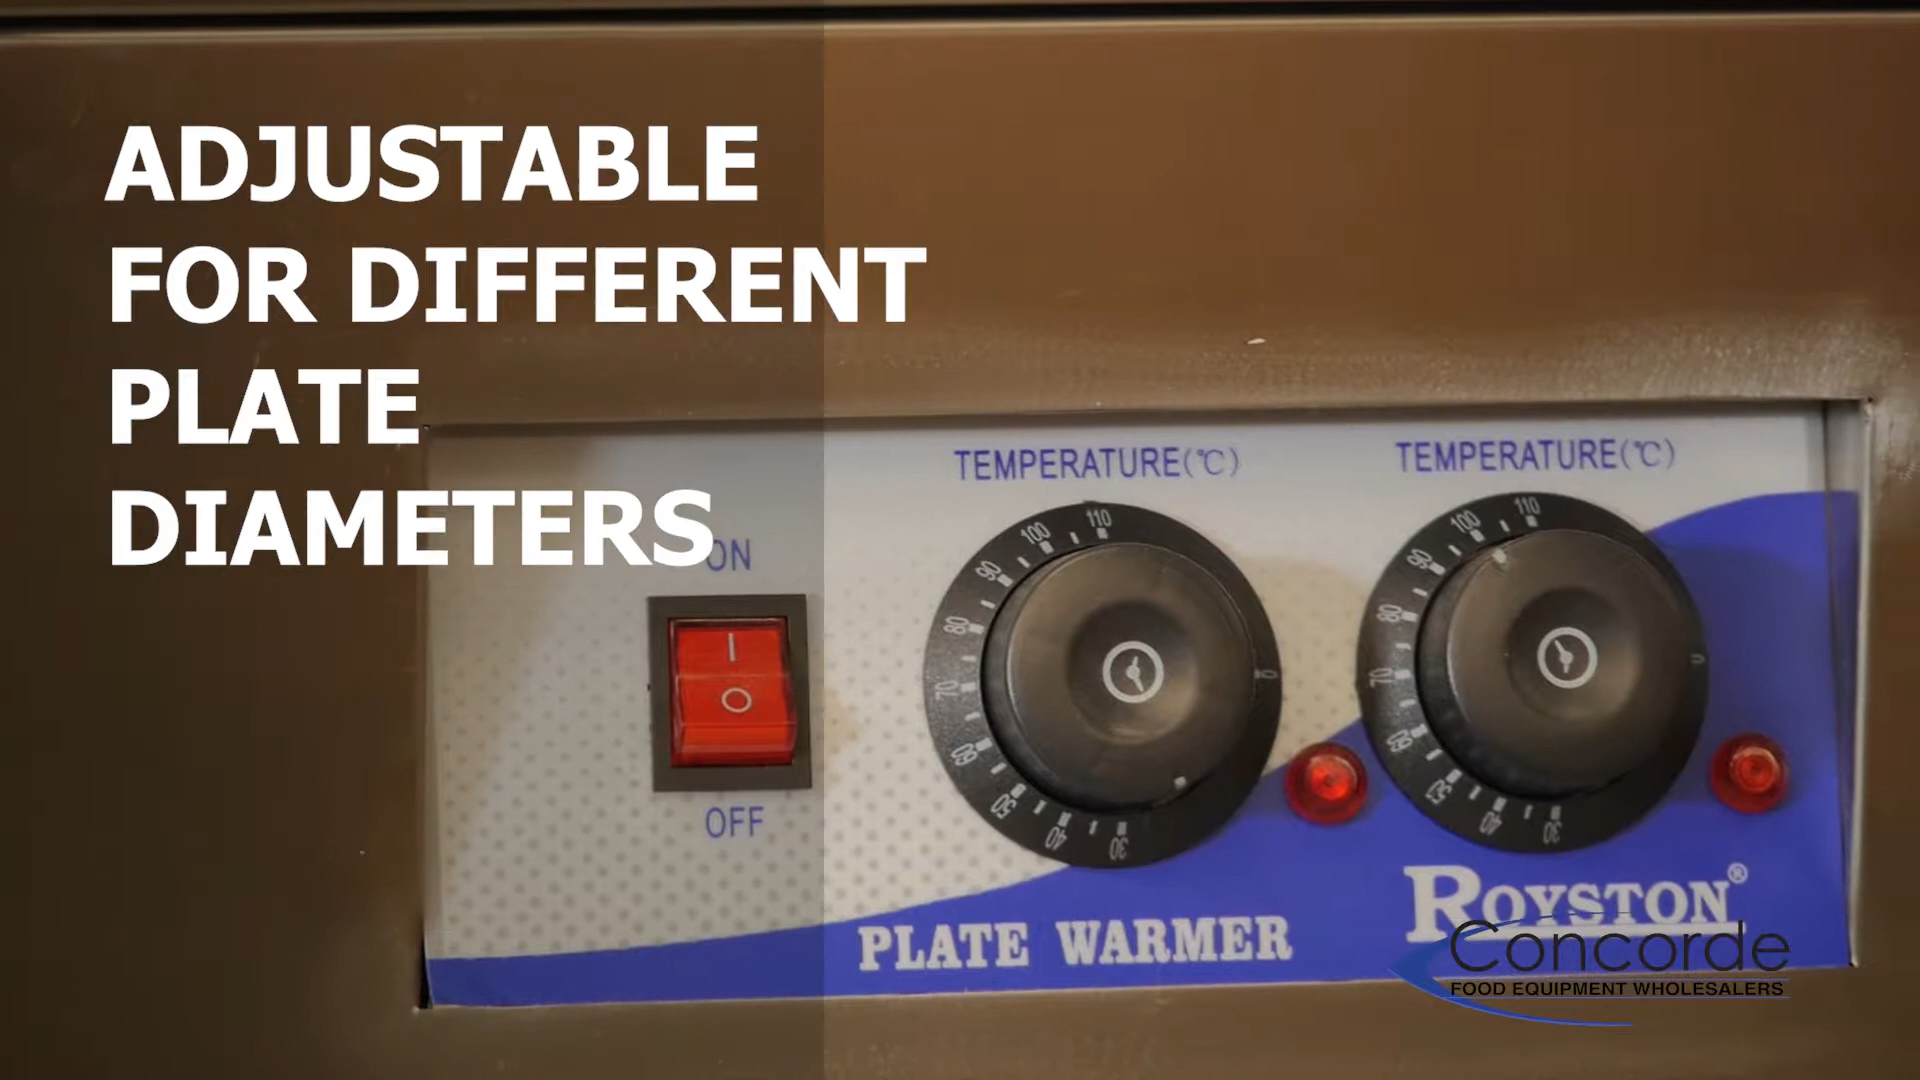 ADJUSTABLE
FOR DIFFERENT
PLATE
DIAMETERS
ON
I
O
OFF
TEMPERATURE(℃)
110
100
90
80
70
60
50
40
30
0
TEMPERATURE(℃)
110
100
90
80
70
60
50
40
30
0
PLATE WARMER
ROYSTON®
Concorde
FOOD EQUIPMENT WHOLESALERS